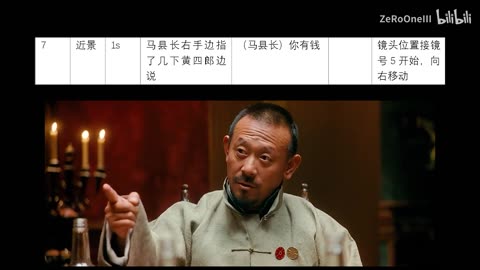 ZeRoOneIII bilibili
7 近景 1s 马县长右手边指 (马县长)你有钱 镜头位置接镜
了几下黄四郎边 号5开始,向
说 右移动